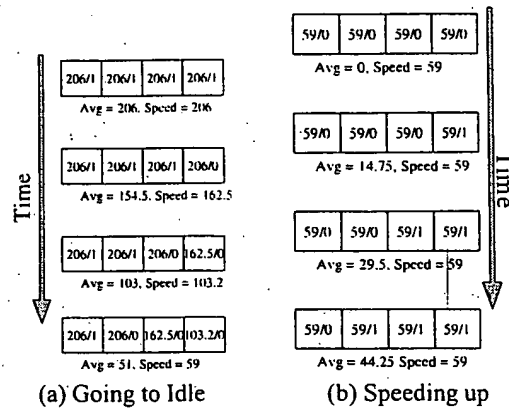 Time
206/1 206/1 206/1 206/1
Avg = 206, Speed = 206
206/1 206/1 206/1 206/0
Avg = 154.5, Speed = 162.5
206/1 206/1 206/0 162.5/0
Avg = 103, Speed = 103.2
206/1 206/0 162.5/0 103.2/0
Avg = 51, Speed = 59
(a) Going to Idle
59/0 59/0 59/0 59/0
Avg = 0, Speed = 59
59/0 59/0 59/0 59/1
Avg = 14.75, Speed = 59
59/0 59/0 59/1 59/1
Avg = 29.5, Speed = 59
59/0 59/1 59/1 59/1
Avg = 44.25 Speed = 59
Time
(b) Speeding up